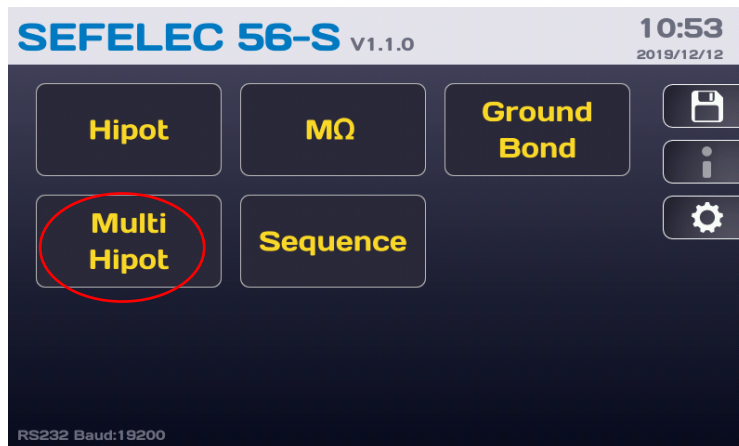 SEFELEC 56-S V1.1.0
10:53
2019/12/12
Hipot
MΩ
Ground
Bond
Multi
Hipot
Sequence
RS232 Baud:19200